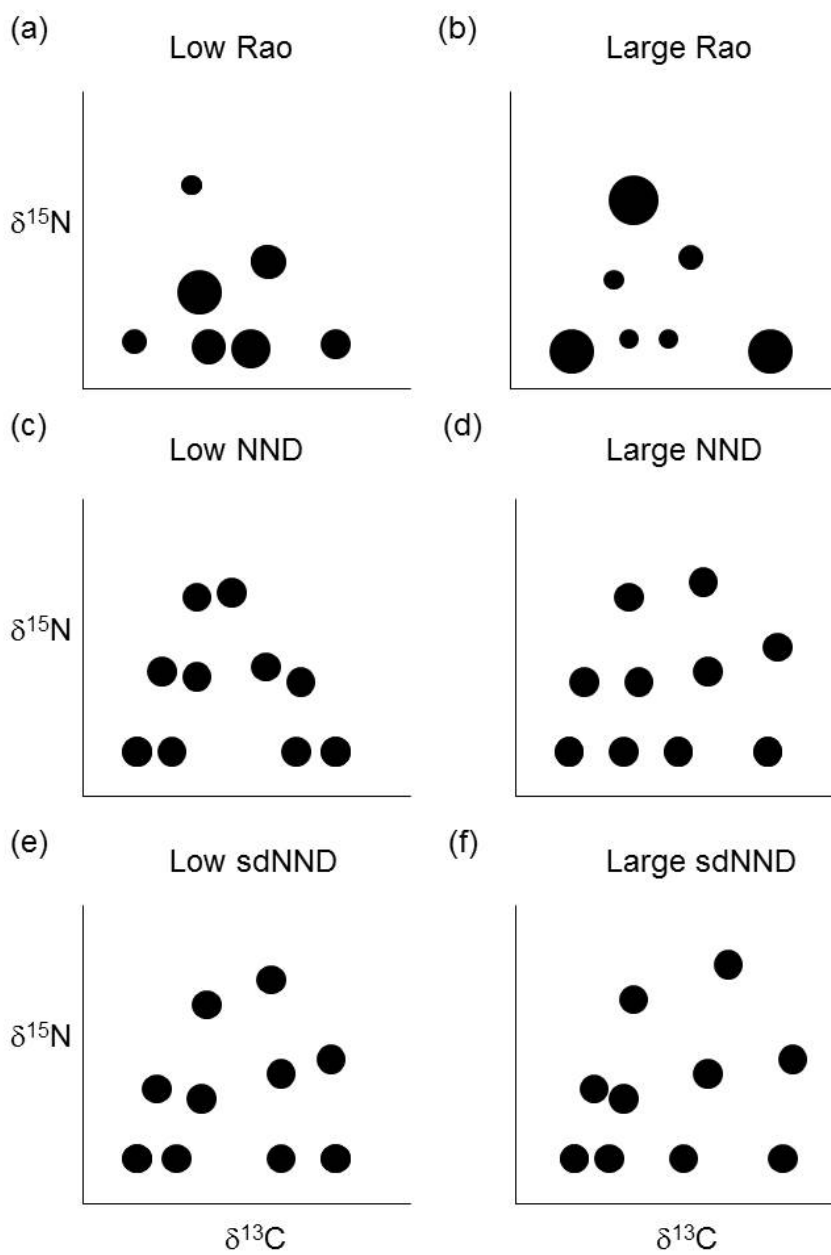 (a)
Low Rao
(b)
Large Rao
δ¹⁵N
(c)
Low NND
(d)
Large NND
δ¹⁵N
(e)
Low sdNND
(f)
Large sdNND
δ¹⁵N
δ¹³C
δ¹³C